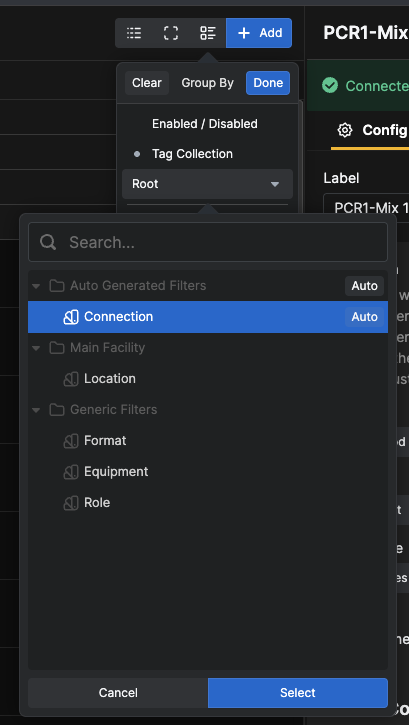 Add
PCR1-Mix
Clear
Group By
Done
Connecte
Enabled / Disabled
Tag Collection
Config
Root
Label
PCR1-Mix 1
Search...
Auto Generated Filters
Auto
Connection
Auto
Main Facility
Location
Generic Filters
Format
Equipment
Role
Cancel
Select